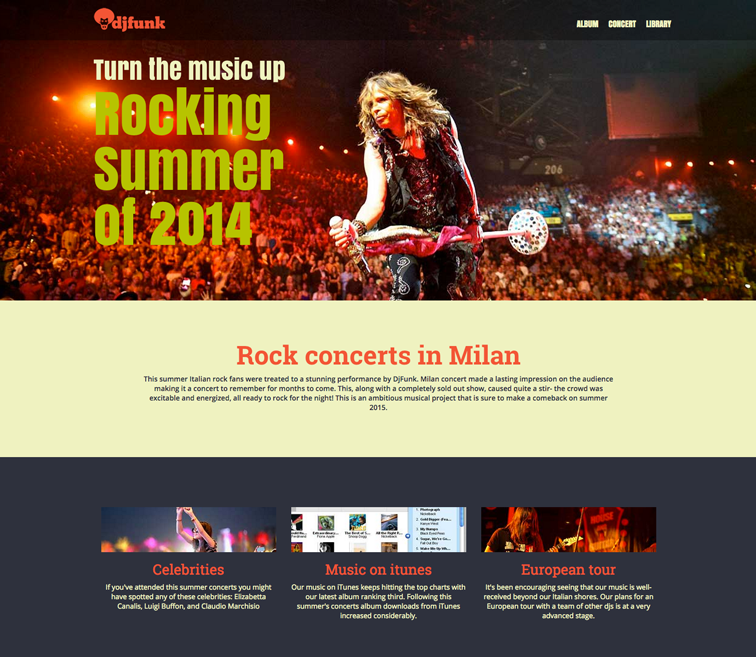 djfunk
ALBUM CONCERT LIBRARY
Turn the music up
Rocking
Summer
of 2014
206
Rock concerts in Milan
This summer Italian rock fans were treated to a stunning performance by DjFunk. Milan concert made a lasting impression on the audience
making it a concert to remember for months to come. This, along with a completely sold out show, caused quite a stir- the crowd was
excitable and energized, all ready to rock for the night! This is an ambitious musical project that is sure to make a comeback on summer
2015.
Celebrities
If you've attended this summer concerts you might
have spotted any of these celebrities: Elizabetta
Canalis, Luigi Buffon, and Claudio Marchisio
Music on itunes
Our music on iTunes keeps hitting the top charts with
our latest album ranking third. Following this
summer's concerts album downloads from iTunes
increased considerably.
European tour
It's been encouraging seeing that our music is well-
received beyond our Italian shores. Our plans for an
European tour with a team of other djs is at a very
advanced stage.